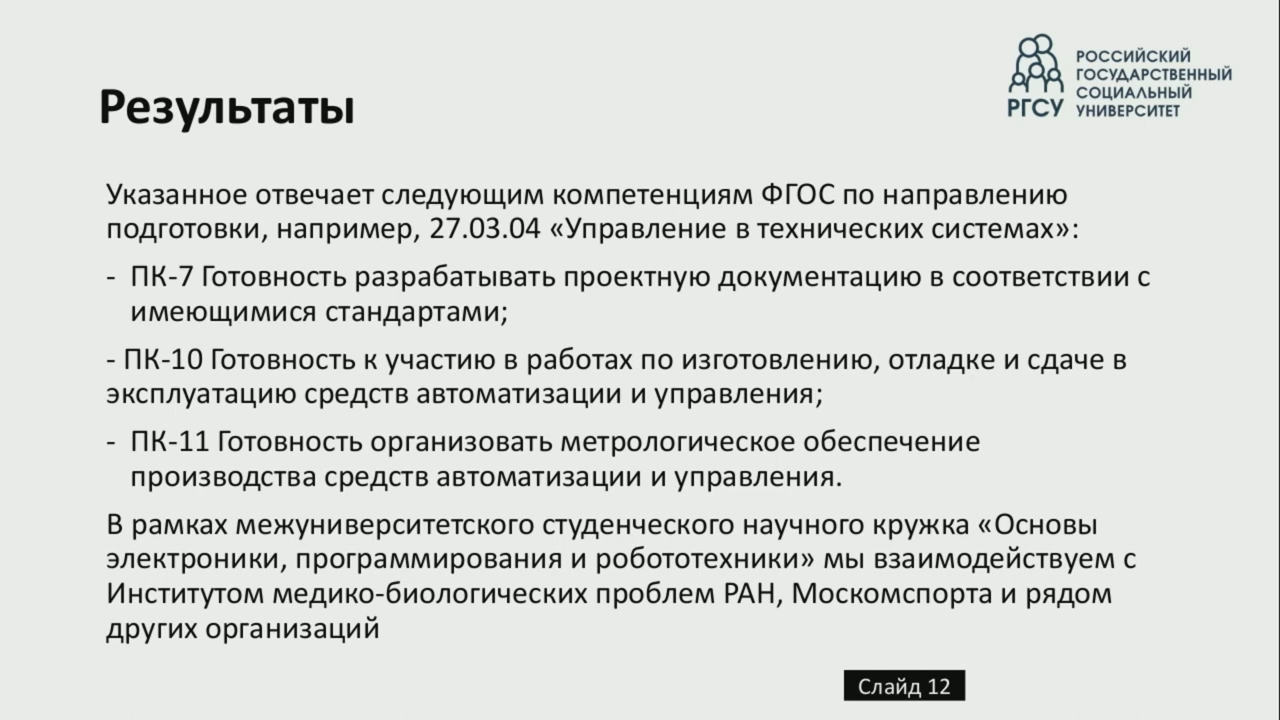 РОССИЙСКИЙ
ГОСУДАРСТВЕННЫЙ
СОЦИАЛЬНЫЙ
УНИВЕРСИТЕТ
РГСУ
Результаты
Указанное отвечает следующим компетенциям ФГОС по направлению
подготовки, например, 27.03.04 «Управление в технических системах»:
- ПК-7 Готовность разрабатывать проектную документацию в соответствии с
имеющимися стандартами;
- ПК-10 Готовность к участию в работах по изготовлению, отладке и сдаче в
эксплуатацию средств автоматизации и управления;
- ПК-11 Готовность организовать метрологическое обеспечение
производства средств автоматизации и управления.
В рамках межуниверситетского студенческого научного кружка «Основы
электроники, программирования и робототехники» мы взаимодействуем с
Институтом медико-биологических проблем РАН, Москомспорта и рядом
других организаций
Слайд 12